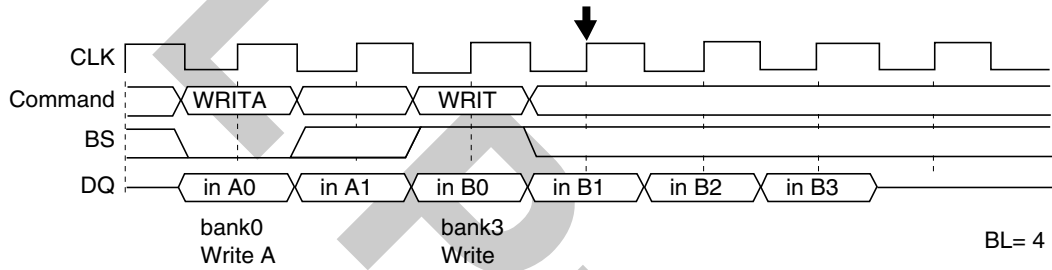 CLK
Command WRITA WRIT
BS
DQ in A0 in A1 in B0 in B1 in B2 in B3
bank0 bank3
Write A Write BL= 4